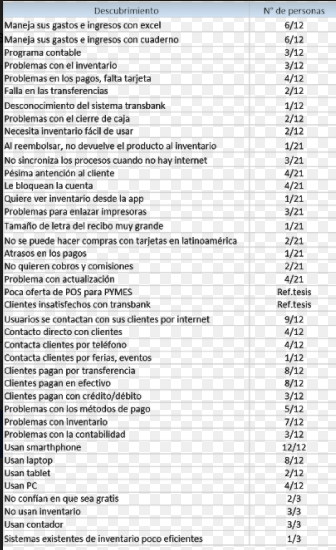 Descubrimiento N° de personas
Maneja sus gastos e ingresos con excel 6/12
Maneja sus gastos e ingresos con cuaderno 6/12
Programa contable 3/12
Problemas con el inventario 3/12
Problemas en los pagos, falta tarjeta 4/12
Falla en las transferencias 2/12
Desconocimiento del sistema transbank 1/12
Problemas con el cierre de caja 2/12
Necesita inventario fácil de usar 2/12
Al reembolsar, no devuelve el producto al inventario 1/21
No sincroniza los procesos cuando no hay internet 3/21
Pésima antención al cliente 4/21
Le bloquean la cuenta 4/21
Quiere ver inventario desde la app 1/21
Problemas para enlazar impresoras 3/21
Tamaño de letra del recibo muy grande 1/21
No se puede hacer compras con tarjetas en latinoamérica 2/21
Atrasos en los pagos 1/21
No quieren cobros y comisiones 2/21
Problema con actualización 4/21
Poca oferta de POS para PYMES Ref.tesis
Clientes insatisfechos con transbank Ref.tesis
Usuarios se contactan con sus clientes por internet 9/12
Contacto directo con clientes 4/12
Contacta clientes por teléfono 4/12
Contacta clientes por ferias, eventos 1/12
Clientes pagan por transferencia 8/12
Clientes pagan en efectivo 8/12
Clientes pagan con crédito/débito 3/12
Problemas con los métodos de pago 5/12
Problemas con inventario 7/12
Problemas con la contabilidad 3/12
Usan smarthphone 12/12
Usan laptop 8/12
Usan tablet 2/12
Usan PC 4/12
No confían en que sea gratis 2/3
No usan inventario 3/3
Usan contador 3/3
Sistemas existentes de inventario poco eficientes 1/3